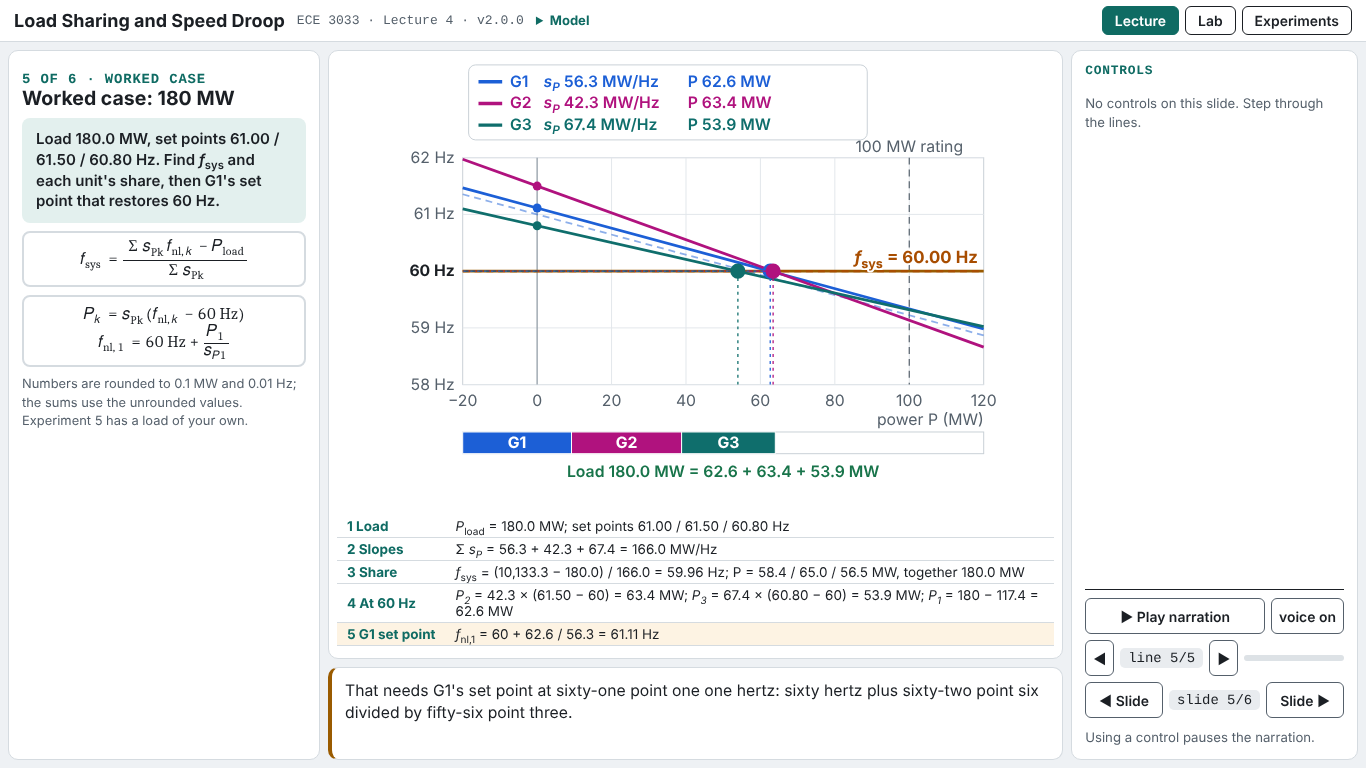 Load Sharing and Speed Droop ECE 3033 · Lecture 4 · v2.0.0 ▶ Model
Lecture Lab Experiments
5 OF 6 · WORKED CASE
Worked case: 180 MW
Load 180.0 MW, set points 61.00 /
61.50 / 60.80 Hz. Find fsys and
each unit's share, then G1's set
point that restores 60 Hz.
fsys = (Σ sPk fnl,k − Pload) / Σ sPk
Pk = sPk (fnl,k − 60 Hz)
fnl,1 = 60 Hz + P1 / sP1
Numbers are rounded to 0.1 MW and 0.01 Hz;
the sums use the unrounded values.
Experiment 5 has a load of your own.
G1 sP 56.3 MW/Hz P 62.6 MW
G2 sP 42.3 MW/Hz P 63.4 MW
G3 sP 67.4 MW/Hz P 53.9 MW
100 MW rating
62 Hz
61 Hz
60 Hz
59 Hz
58 Hz
fsys = 60.00 Hz
−20 0 20 40 60 80 100 120
power P (MW)
G1 G2 G3
Load 180.0 MW = 62.6 + 63.4 + 53.9 MW
1 Load Pload = 180.0 MW; set points 61.00 / 61.50 / 60.80 Hz
2 Slopes Σ sP = 56.3 + 42.3 + 67.4 = 166.0 MW/Hz
3 Share fsys = (10,133.3 − 180.0) / 166.0 = 59.96 Hz; P = 58.4 / 65.0 / 56.5 MW, together 180.0 MW
4 At 60 Hz P2 = 42.3 × (61.50 − 60) = 63.4 MW; P3 = 67.4 × (60.80 − 60) = 53.9 MW; P1 = 180 − 117.4 =
62.6 MW
5 G1 set point fnl,1 = 60 + 62.6 / 56.3 = 61.11 Hz
That needs G1's set point at sixty-one point one one hertz: sixty hertz plus sixty-two point six
divided by fifty-six point three.
CONTROLS
No controls on this slide. Step through
the lines.
▶ Play narration voice on
◀ line 5/5 ▶
◀ Slide slide 5/6 Slide ▶
Using a control pauses the narration.